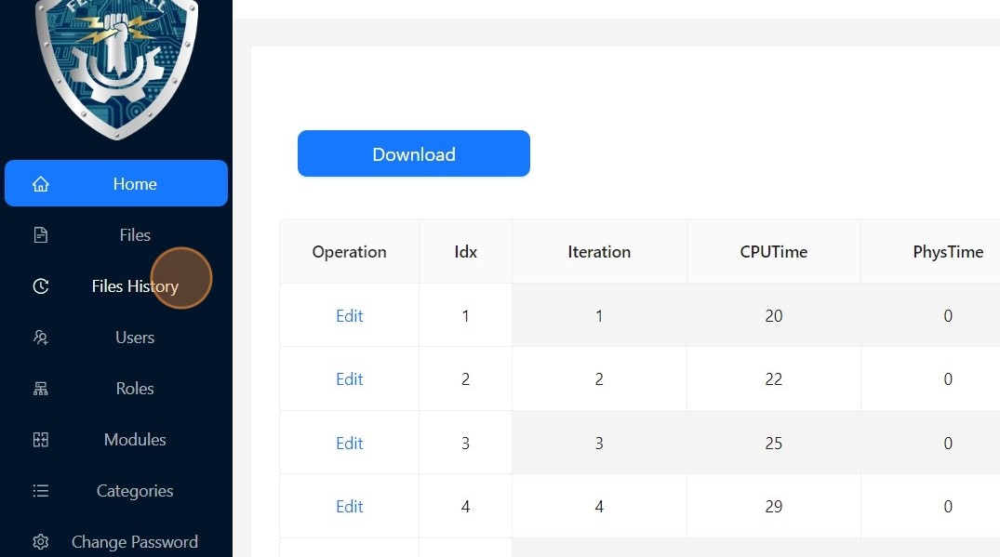 Download
Home
Files
Files History
Users
Roles
Modules
Categories
Change Password
Operation Idx Iteration CPUTime PhysTime
Edit 1 1 20 0
Edit 2 2 22 0
Edit 3 3 25 0
Edit 4 4 29 0